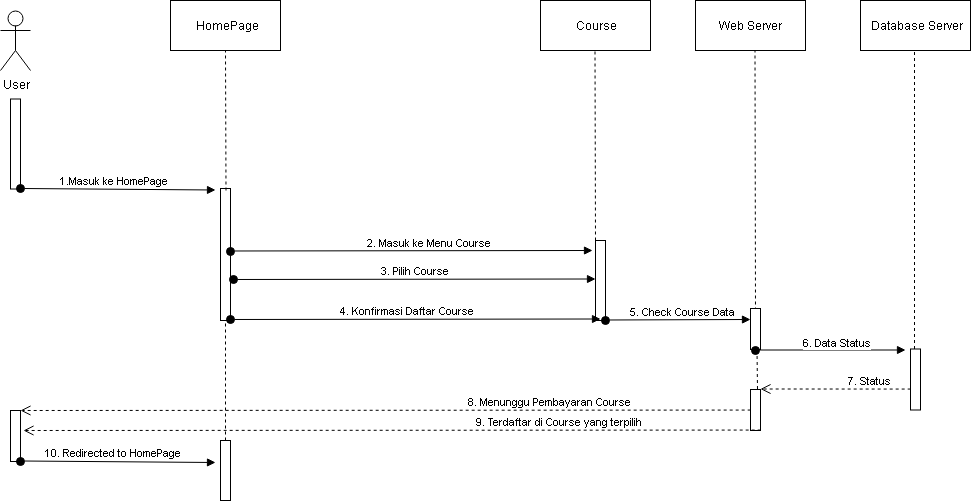 HomePage
Course
Web Server
Database Server
User
1.Masuk ke HomePage
2. Masuk ke Menu Course
3. Pilih Course
4. Konfirmasi Daftar Course
5. Check Course Data
6. Data Status
7. Status
8. Menunggu Pembayaran Course
9. Terdaftar di Course yang terpilih
10. Redirected to HomePage